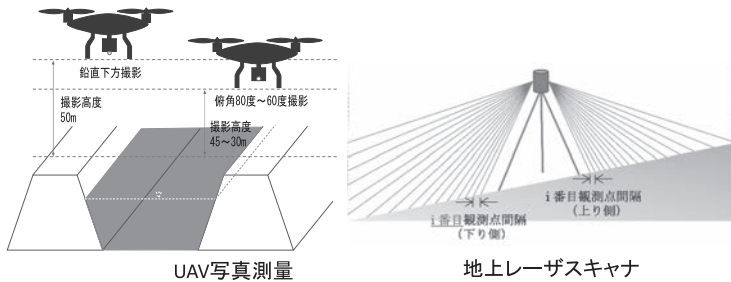 鉛直下方撮影
撮影高度
50m
俯角80度～60度撮影
撮影高度
45～30m
UAV写真測量
i番目観測点間隔
（上り側）
i番目観測点間隔
（下り側）
地上レーザスキャナ